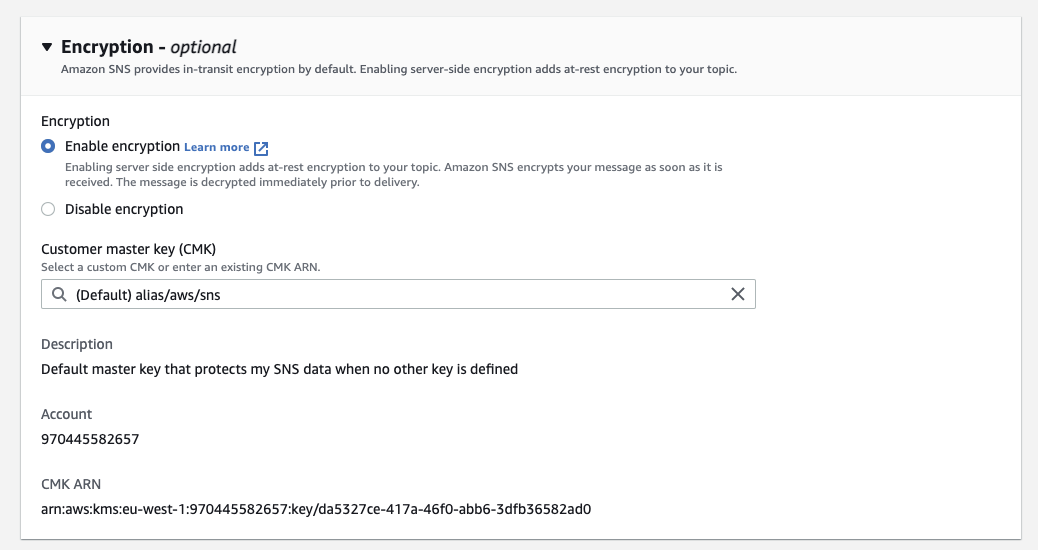 Encryption - optional
Amazon SNS provides in-transit encryption by default. Enabling server-side encryption adds at-rest encryption to your topic.
Encryption
Enable encryption Learn more
Enabling server side encryption adds at-rest encryption to your topic. Amazon SNS encrypts your message as soon as it is
received. The message is decrypted immediately prior to delivery.
Disable encryption
Customer master key (CMK)
Select a custom CMK or enter an existing CMK ARN.
(Default) alias/aws/sns
Description
Default master key that protects my SNS data when no other key is defined
Account
970445582657
CMK ARN
arn:aws:kms:eu-west-1:970445582657:key/da5327ce-417a-46f0-abb6-3dfb36582ad0